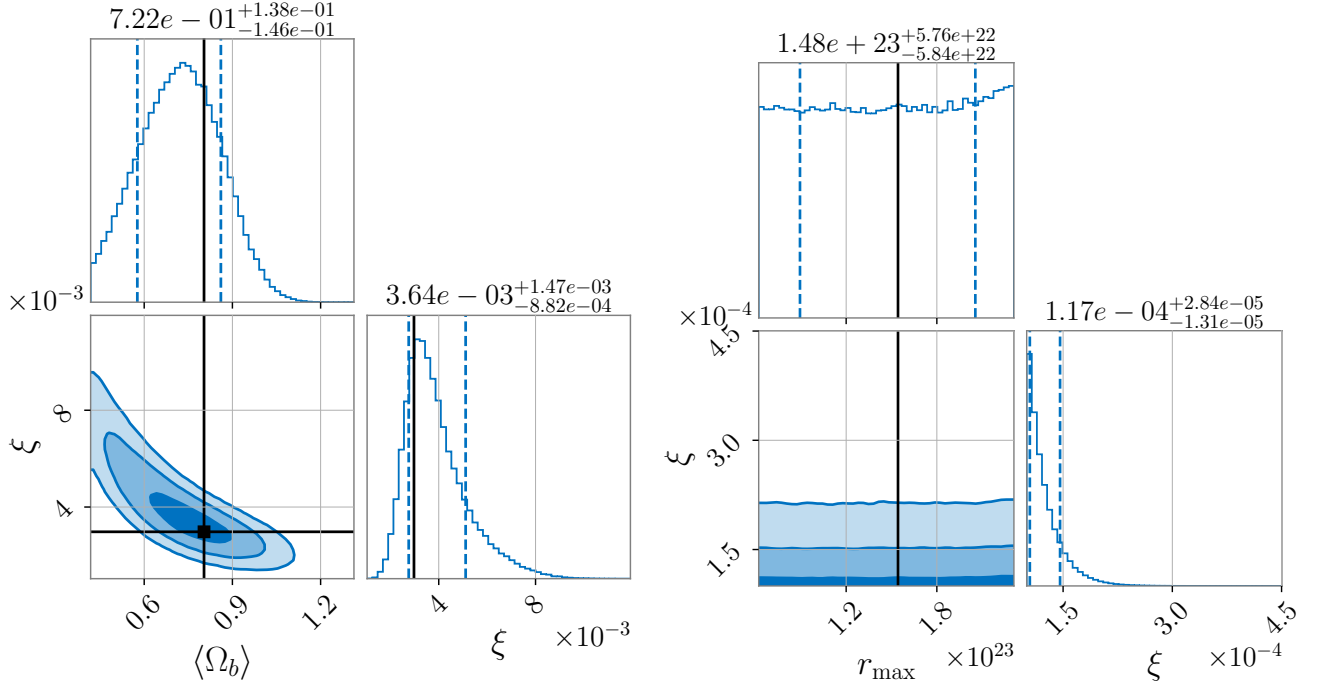 7.22e − 01^{+1.38e−01}_{−1.46e−01}
×10^{−3}
3.64e − 03^{+1.47e−03}_{−8.82e−04}
ξ
8
4
0.6 0.9 1.2
⟨Ω_b⟩
4 8
ξ ×10^{−3}
1.48e + 23^{+5.76e+22}_{−5.84e+22}
×10^{−4}
1.17e − 04^{+2.84e−05}_{−1.31e−05}
ξ
4.5
3.0
1.5
1.2 1.8
r_{max} ×10^{23}
1.5 3.0 4.5
ξ ×10^{−4}